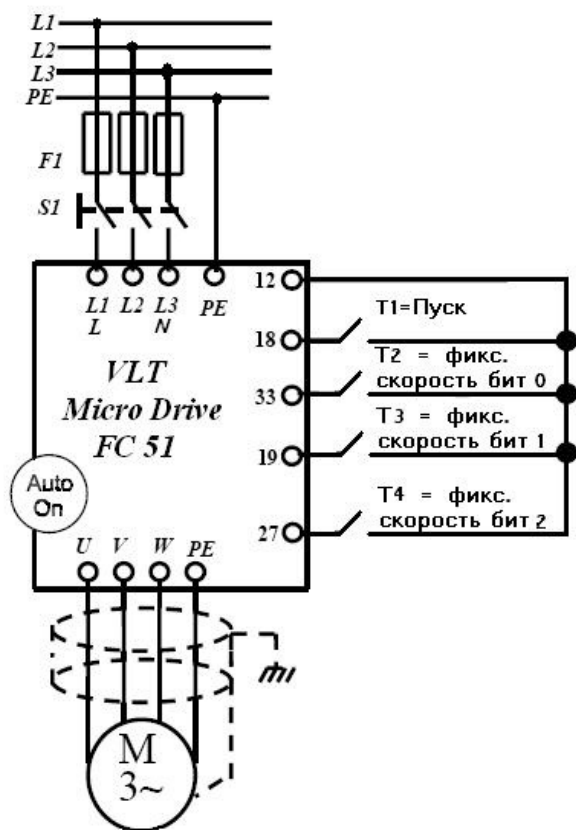 L1
L2
L3
PE
F1
S1
L1 L2 L3 PE
L N
VLT
Micro Drive
FC 51
Auto
On
U V W PE
12
18
33
19
27
T1=Пуск
T2 = фикс.
скорость бит 0
T3 = фикс.
скорость бит 1
T4 = фикс.
скорость бит 2
M
3~